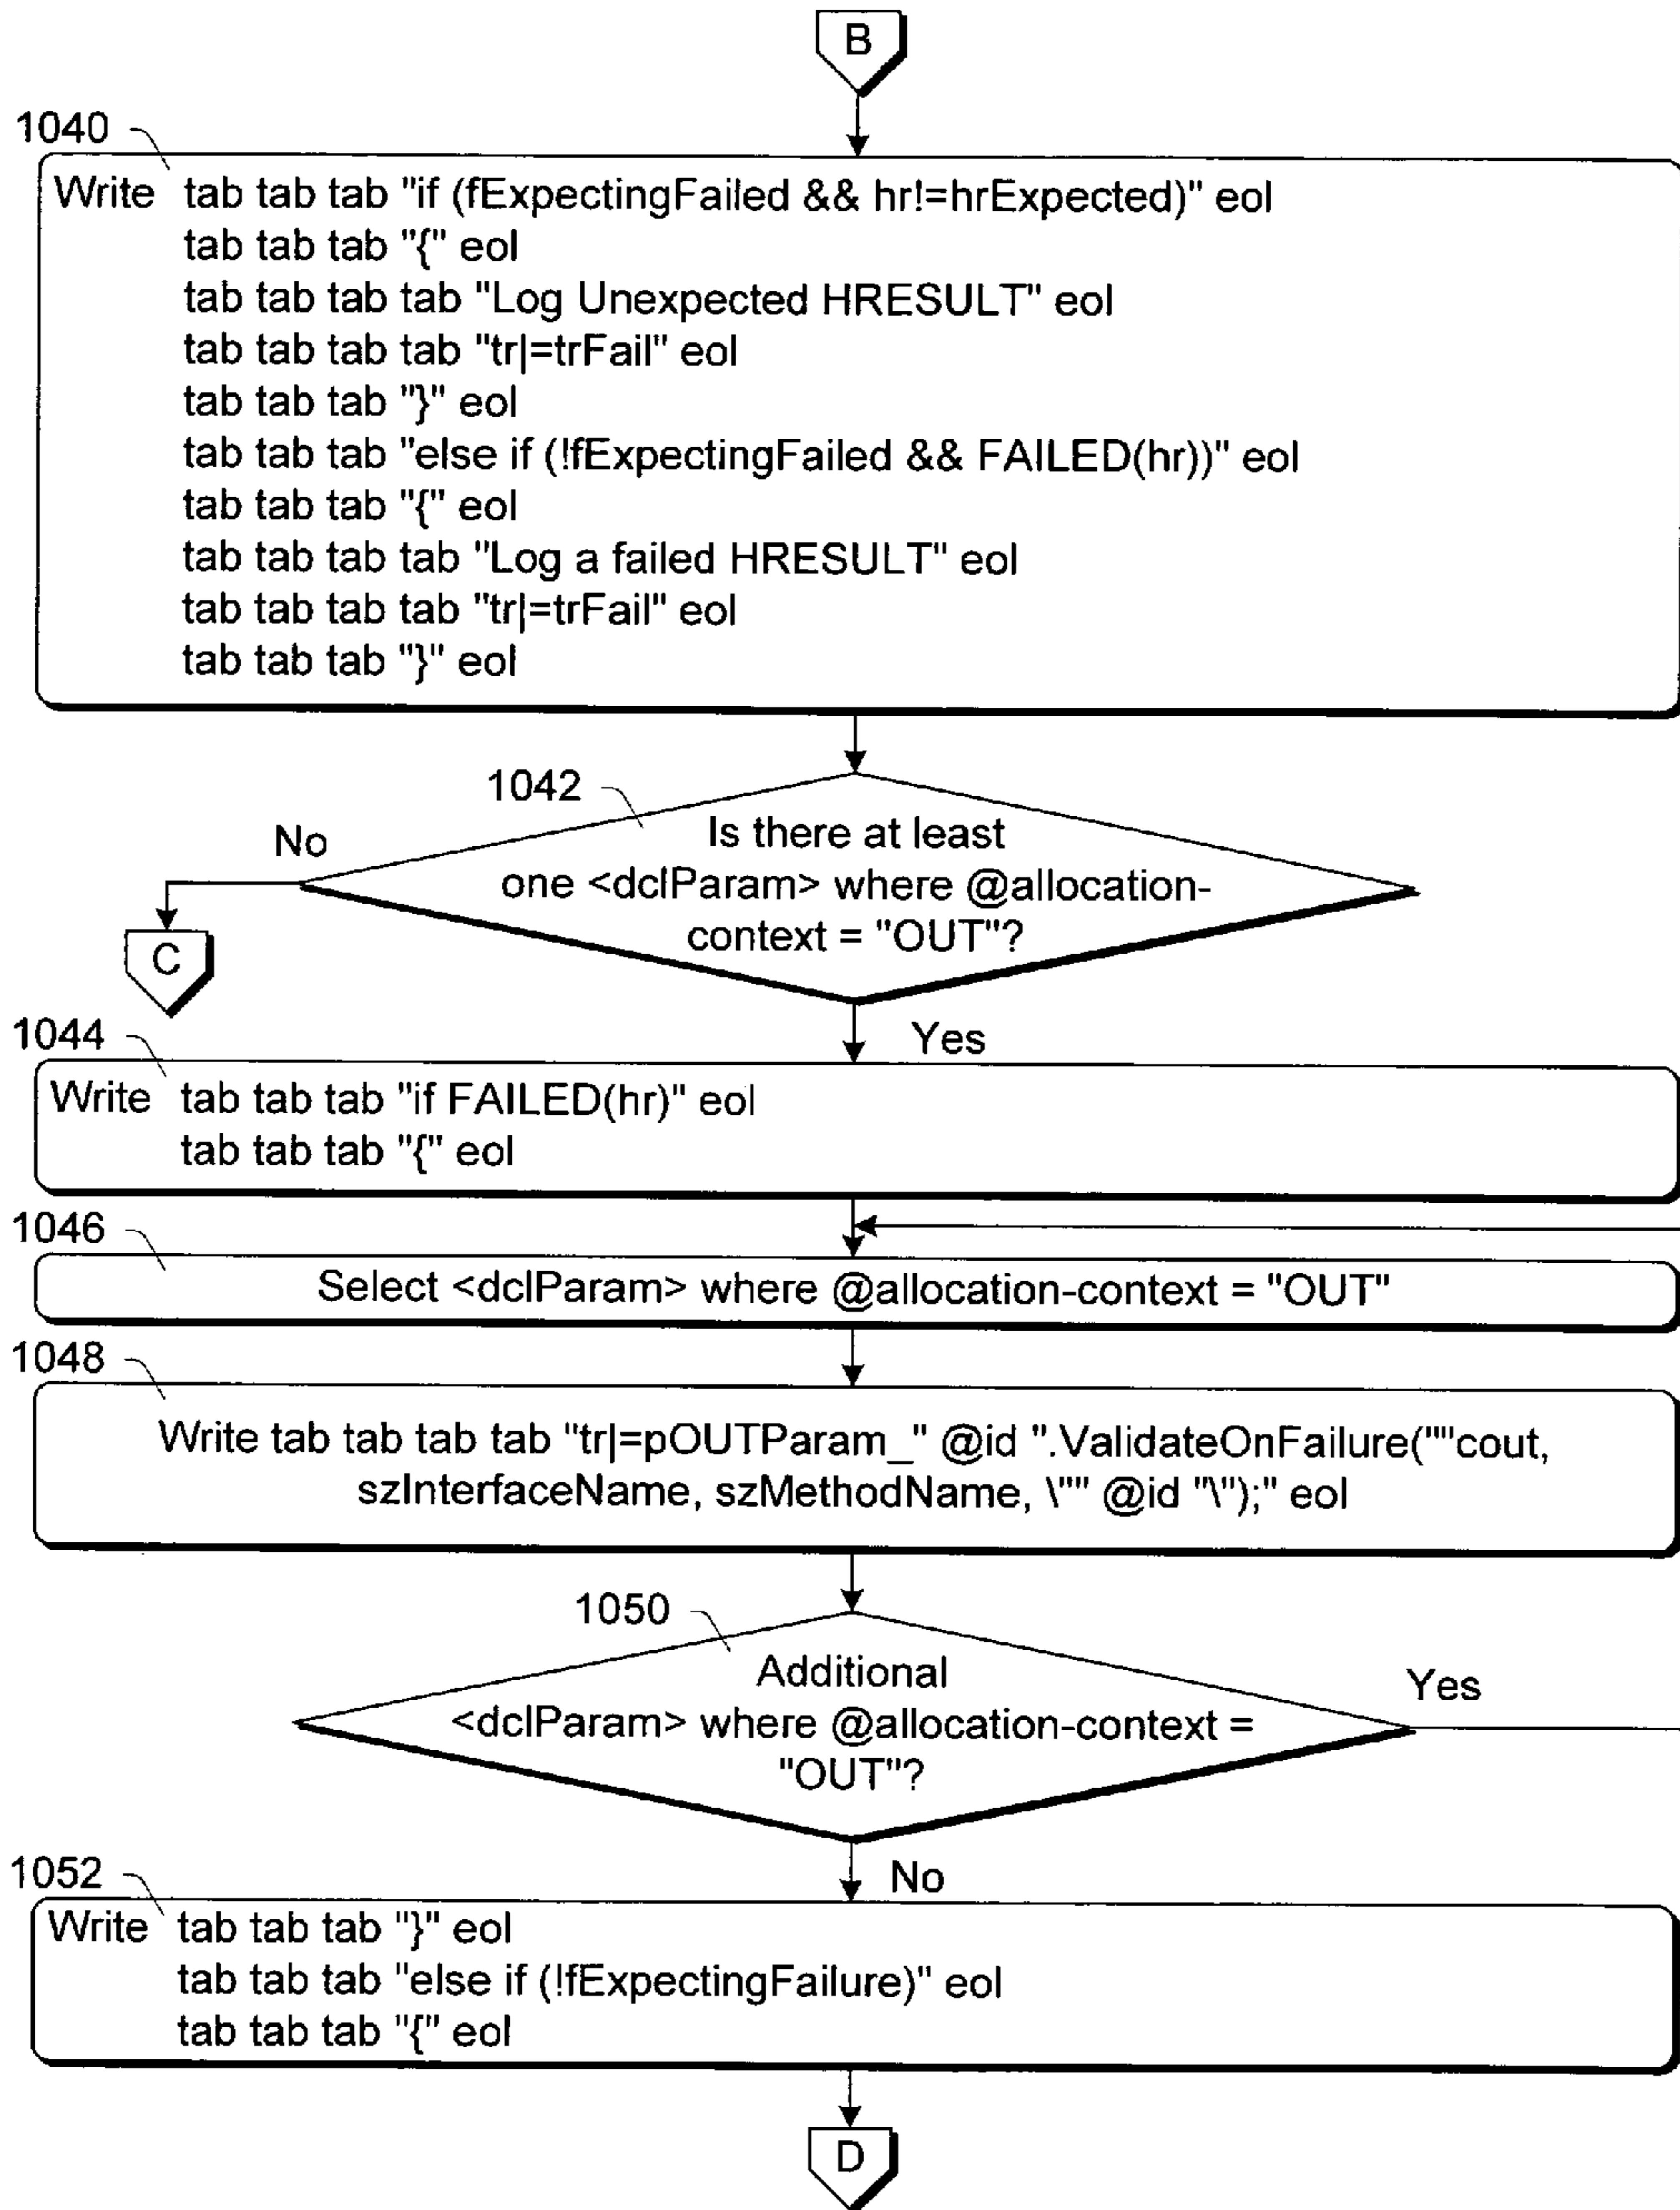 B
1040
Write tab tab tab "if (fExpectingFailed && hr!=hrExpected)" eol
tab tab tab "{" eol
tab tab tab tab "Log Unexpected HRESULT" eol
tab tab tab tab "tr|=trFail" eol
tab tab tab "}" eol
tab tab tab "else if (!fExpectingFailed && FAILED(hr))" eol
tab tab tab "{" eol
tab tab tab tab "Log a failed HRESULT" eol
tab tab tab tab "tr|=trFail" eol
tab tab tab "}" eol
1042
No
Is there at least
one <dclParam> where @allocation-
context = "OUT"?
C
Yes
1044
Write tab tab tab "if FAILED(hr)" eol
tab tab tab "{" eol
1046
Select <dclParam> where @allocation-context = "OUT"
1048
Write tab tab tab tab "tr|=pOUTParam_" @id ".ValidateOnFailure(""cout,
szInterfaceName, szMethodName, \"" @id "\");" eol
1050
Additional
<dclParam> where @allocation-context =
"OUT"?
Yes
No
1052
Write tab tab tab "}" eol
tab tab tab "else if (!fExpectingFailure)" eol
tab tab tab "{" eol
D